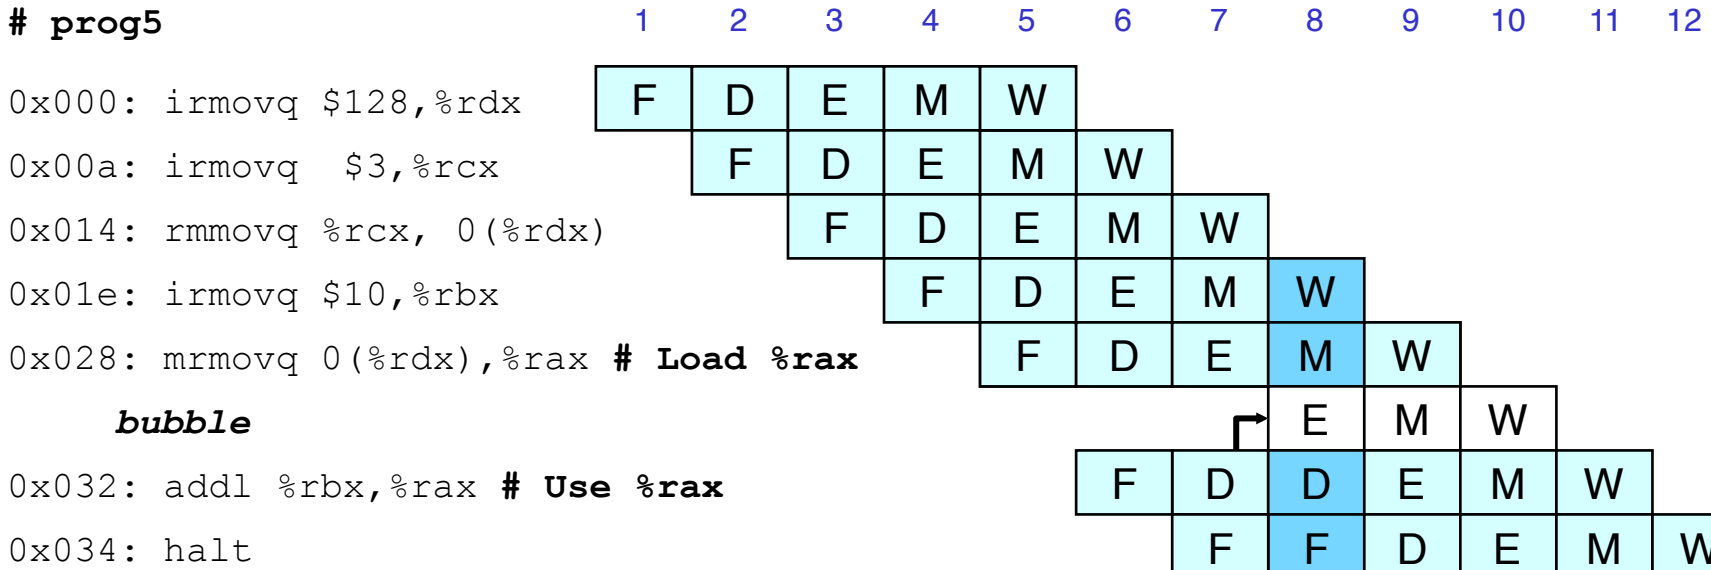 # prog5 1 2 3 4 5 6 7 8 9 10 11 12
0x000: irmovq $128,%rdx F D E M W
0x00a: irmovq $3,%rcx F D E M W
0x014: rmmovq %rcx, 0(%rdx) F D E M W
0x01e: irmovq $10,%rbx F D E M W
0x028: mrmovq 0(%rdx),%rax # Load %rax F D E M W
bubble E M W
0x032: addl %rbx,%rax # Use %rax F D D E M W
0x034: halt F F D E M W